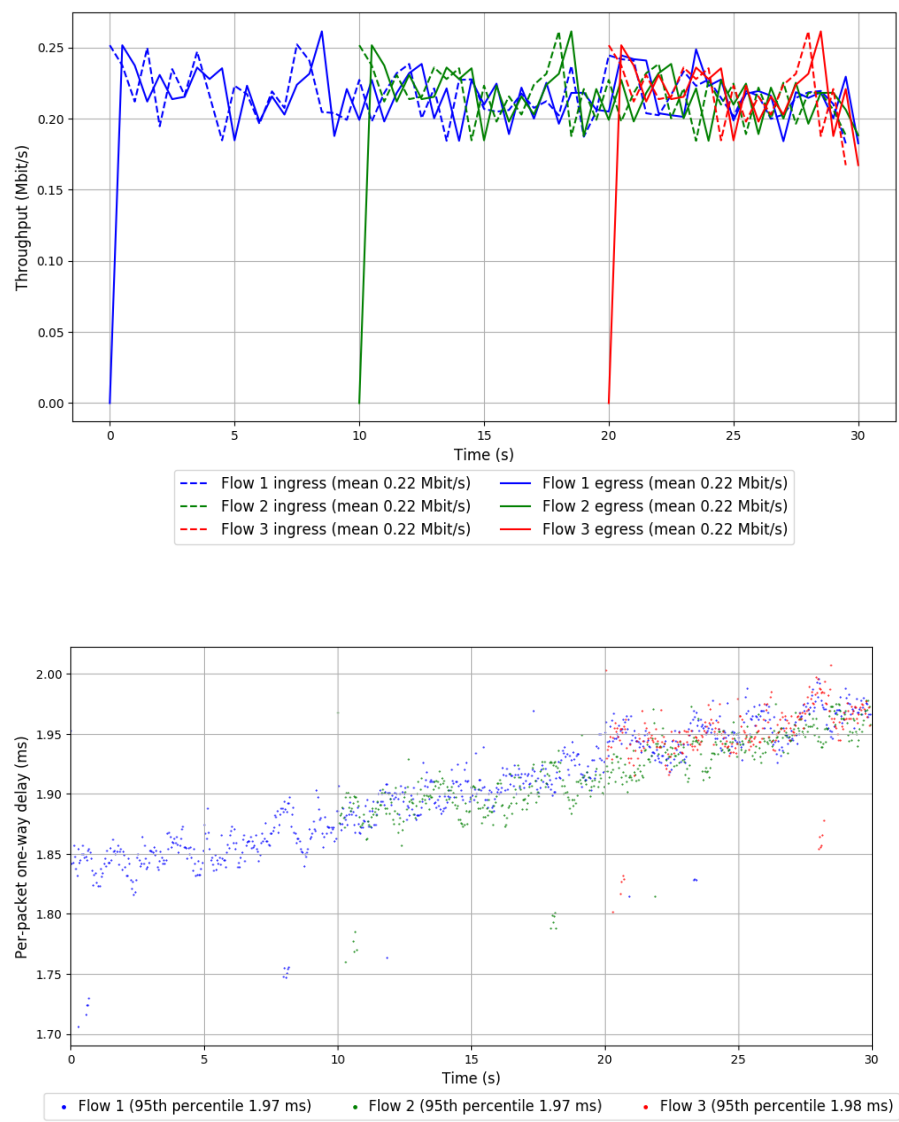 0.25
0.20
0.15
0.10
0.05
0.00
Throughput (Mbit/s)
0 5 10 15 20 25 30
Time (s)
Flow 1 ingress (mean 0.22 Mbit/s) Flow 1 egress (mean 0.22 Mbit/s)
Flow 2 ingress (mean 0.22 Mbit/s) Flow 2 egress (mean 0.22 Mbit/s)
Flow 3 ingress (mean 0.22 Mbit/s) Flow 3 egress (mean 0.22 Mbit/s)
2.00
1.95
1.90
1.85
1.80
1.75
1.70
Per-packet one-way delay (ms)
0 5 10 15 20 25 30
Time (s)
Flow 1 (95th percentile 1.97 ms) Flow 2 (95th percentile 1.97 ms) Flow 3 (95th percentile 1.98 ms)